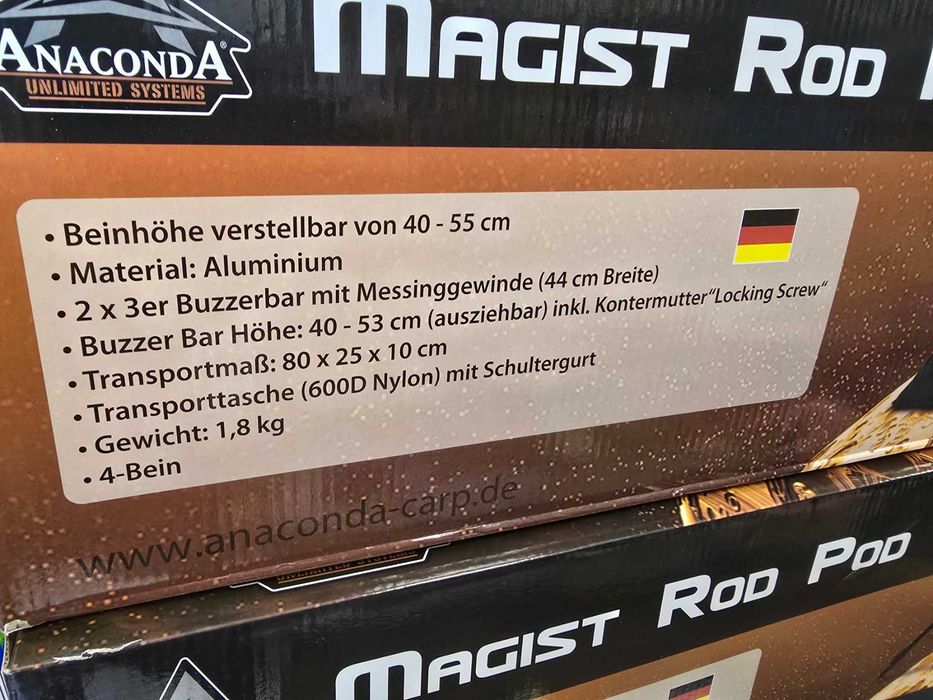 ANACONDA®
UNLIMITED SYSTEMS
MAGIST ROD
• Beinhöhe verstellbar von 40 - 55 cm
• Material: Aluminium
• 2 x 3er Buzzerbar mit Messinggewinde (44 cm Breite)
• Buzzer Bar Höhe: 40 - 53 cm (ausziehbar) inkl. Kontermutter“Locking Screw“
• Transportmaß: 80 x 25 x 10 cm
• Transporttasche (600D Nylon) mit Schultergurt
• Gewicht: 1,8 kg
• 4-Bein
www.anaconda-carp.de
UNLIMITED SYSTEMS
MAGIST ROD POD